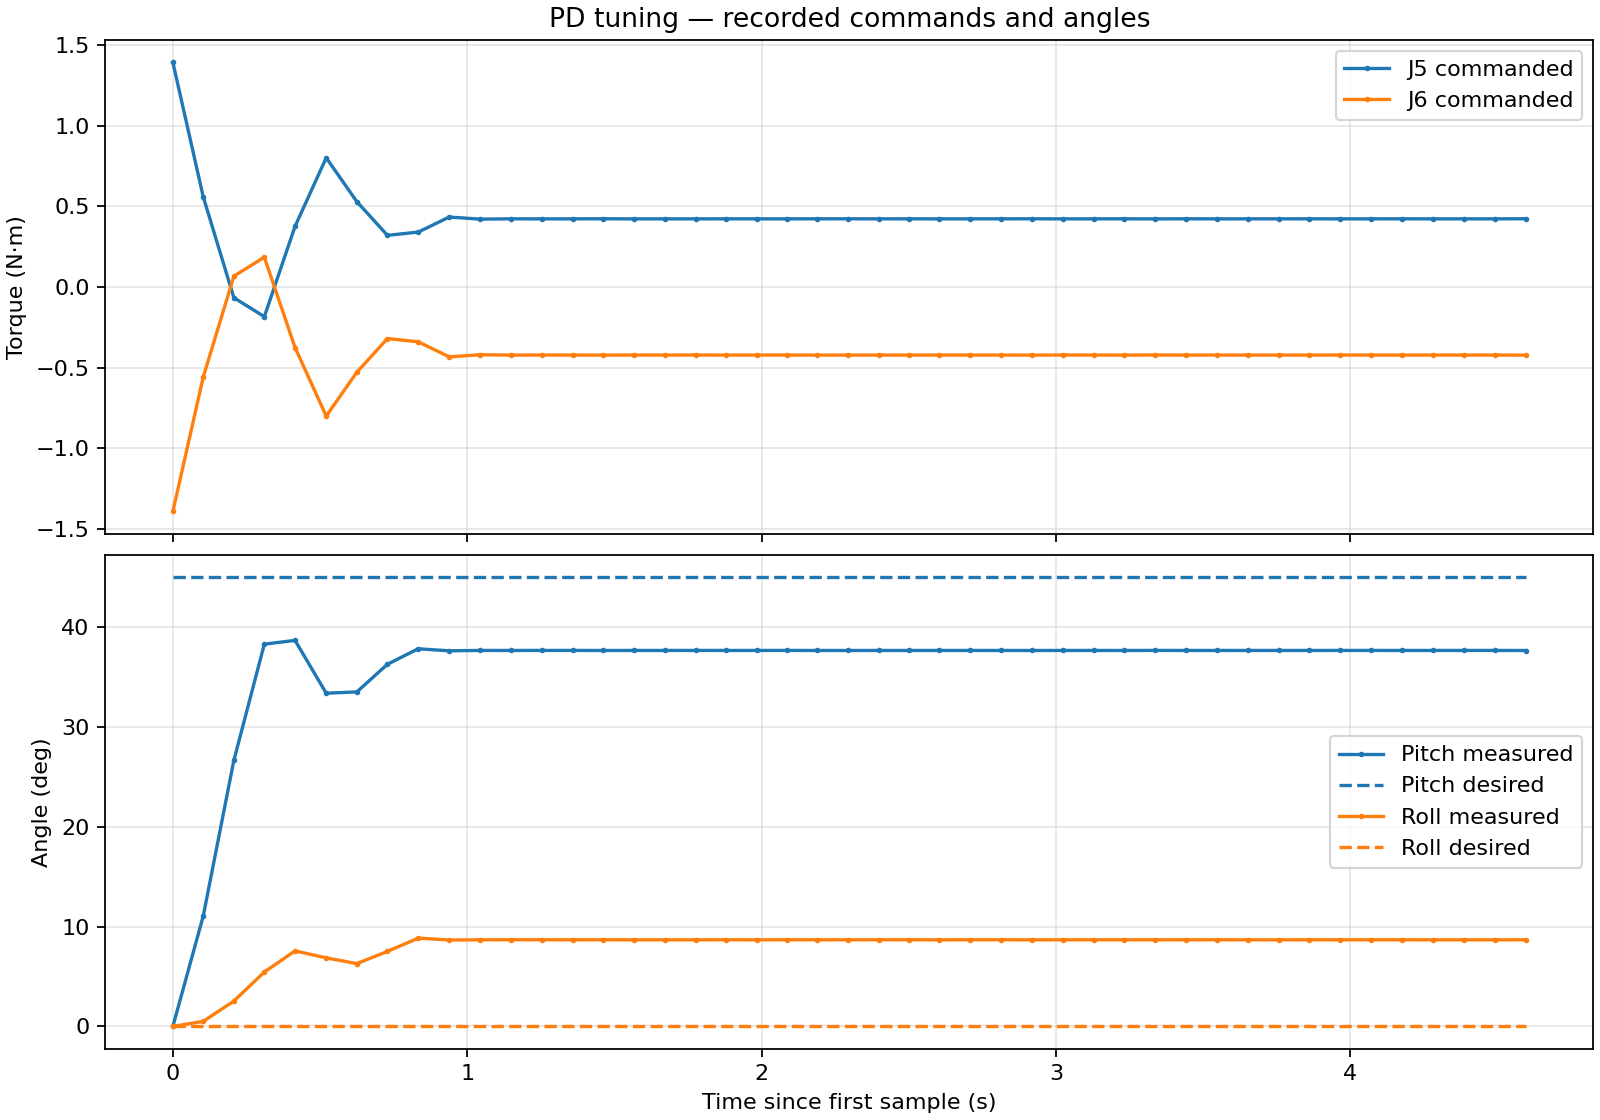 PD tuning — recorded commands and angles
1.5
1.0
0.5
0.0
−0.5
−1.0
−1.5
Torque (N·m)
J5 commanded
J6 commanded
40
30
20
10
0
Angle (deg)
Pitch measured
Pitch desired
Roll measured
Roll desired
0 1 2 3 4
Time since first sample (s)